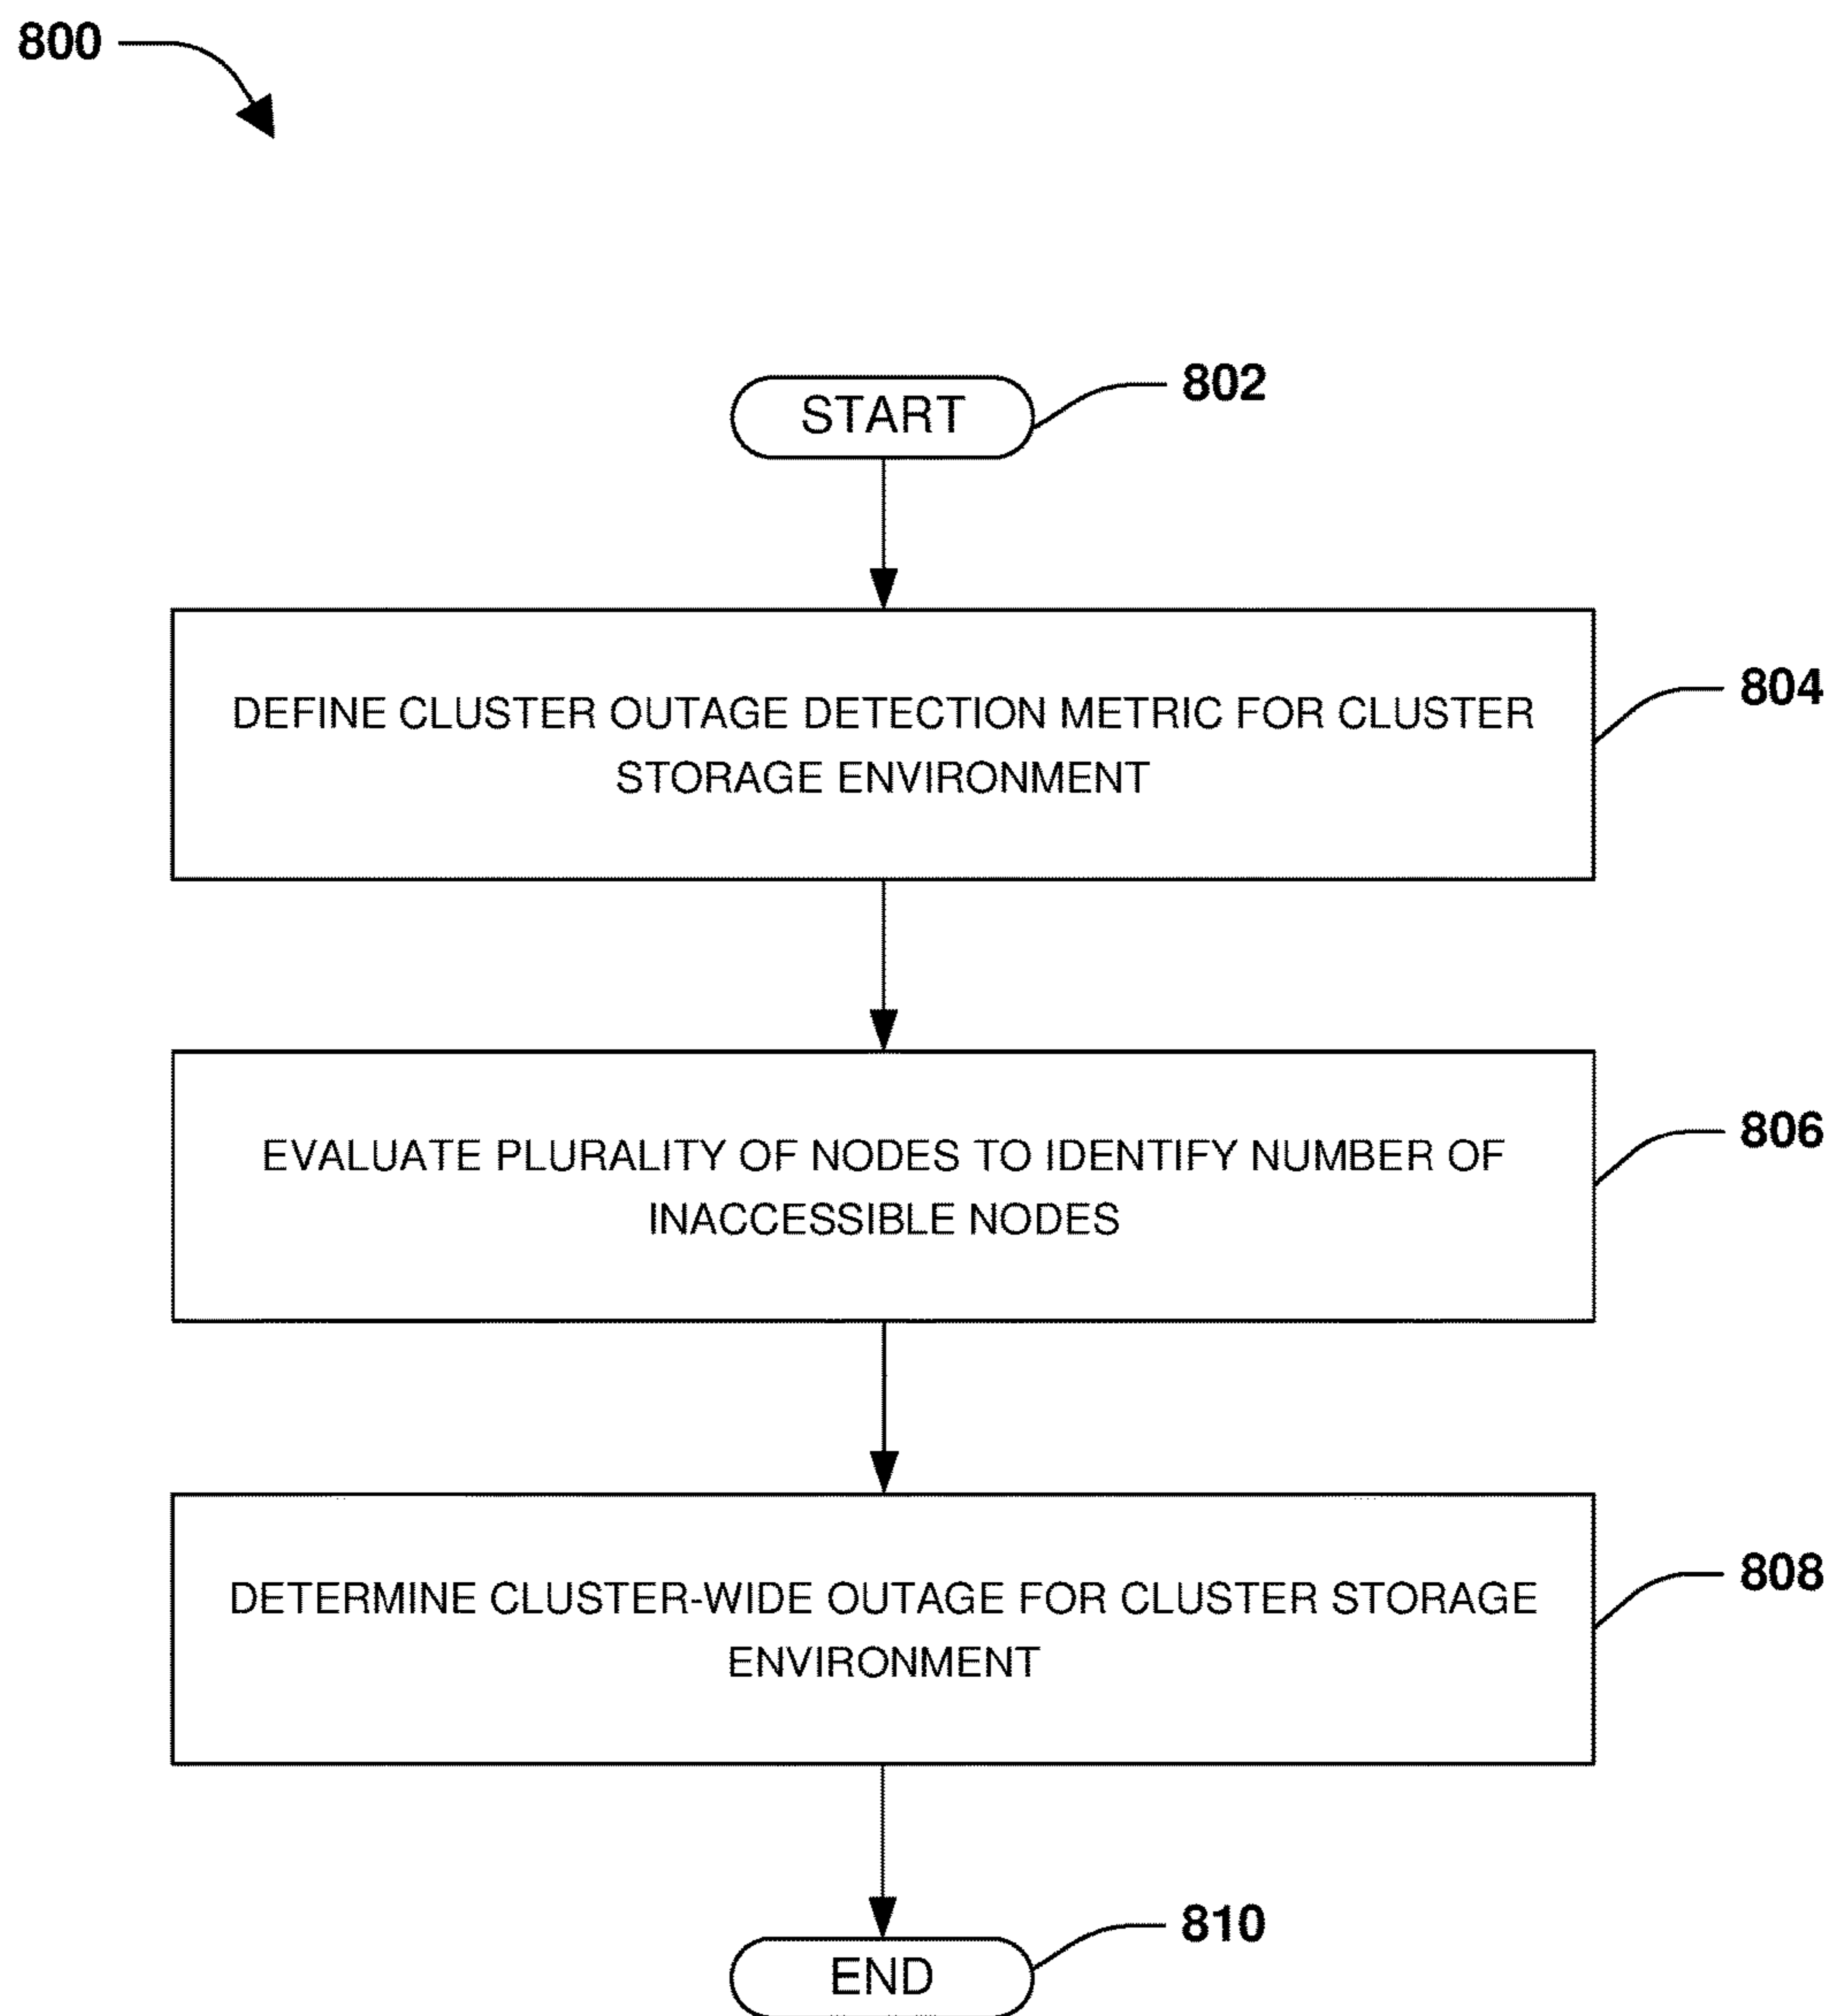 800
START
802
DEFINE CLUSTER OUTAGE DETECTION METRIC FOR CLUSTER
STORAGE ENVIRONMENT
804
EVALUATE PLURALITY OF NODES TO IDENTIFY NUMBER OF
INACCESSIBLE NODES
806
DETERMINE CLUSTER-WIDE OUTAGE FOR CLUSTER STORAGE
ENVIRONMENT
808
END
810